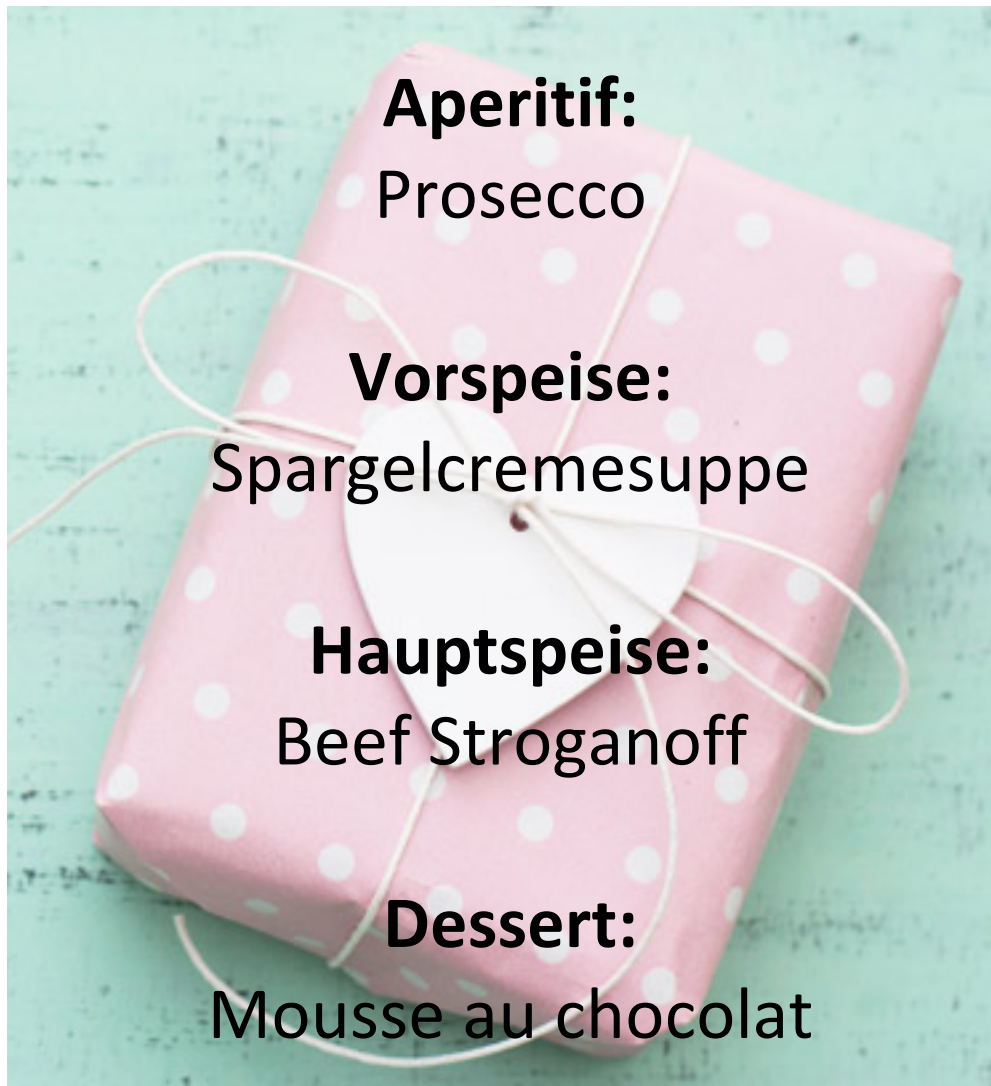 Aperitif:
Prosecco
Vorspeise:
Spargelcremesuppe
Hauptspeise:
Beef Stroganoff
Dessert:
Mousse au chocolat